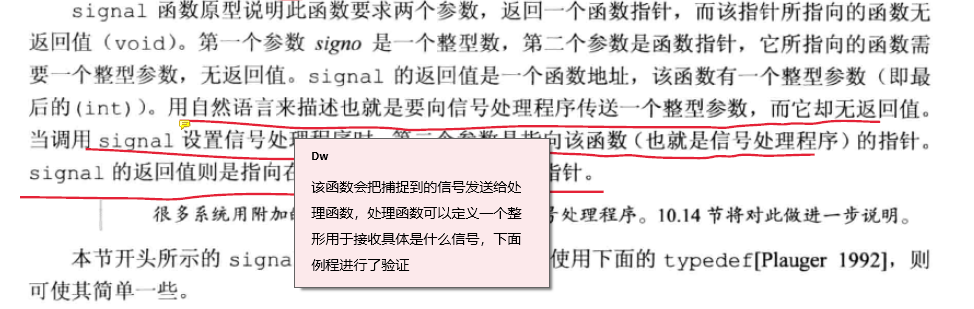 signal 函数原型说明此函数要求两个参数，返回一个函数指针，而该指针所指向的函数无
返回值（void）。第一个参数 signo 是一个整型数，第二个参数是函数指针，它所指向的函数需
要一个整型参数，无返回值。signal 的返回值是一个函数地址，该函数有一个整型参数（即最
后的(int)）。用自然语言来描述也就是要向信号处理程序传送一个整型参数，而它却无返回值。
当调用 signal 设置信号处理程序时，第二个参数是指向该函数（也就是信号处理程序）的指针。
signal 的返回值则是指向在
指针。
Dw
该函数会把捕捉到的信号发送给处
理函数，处理函数可以定义一个整
形用于接收具体是什么信号，下面
例程进行了验证
很多系统用附加的
号处理程序。10.14 节将对此做进一步说明。
本节开头所示的 signa
使用下面的 typedef[Plauger 1992]，则
可使其简单一些。